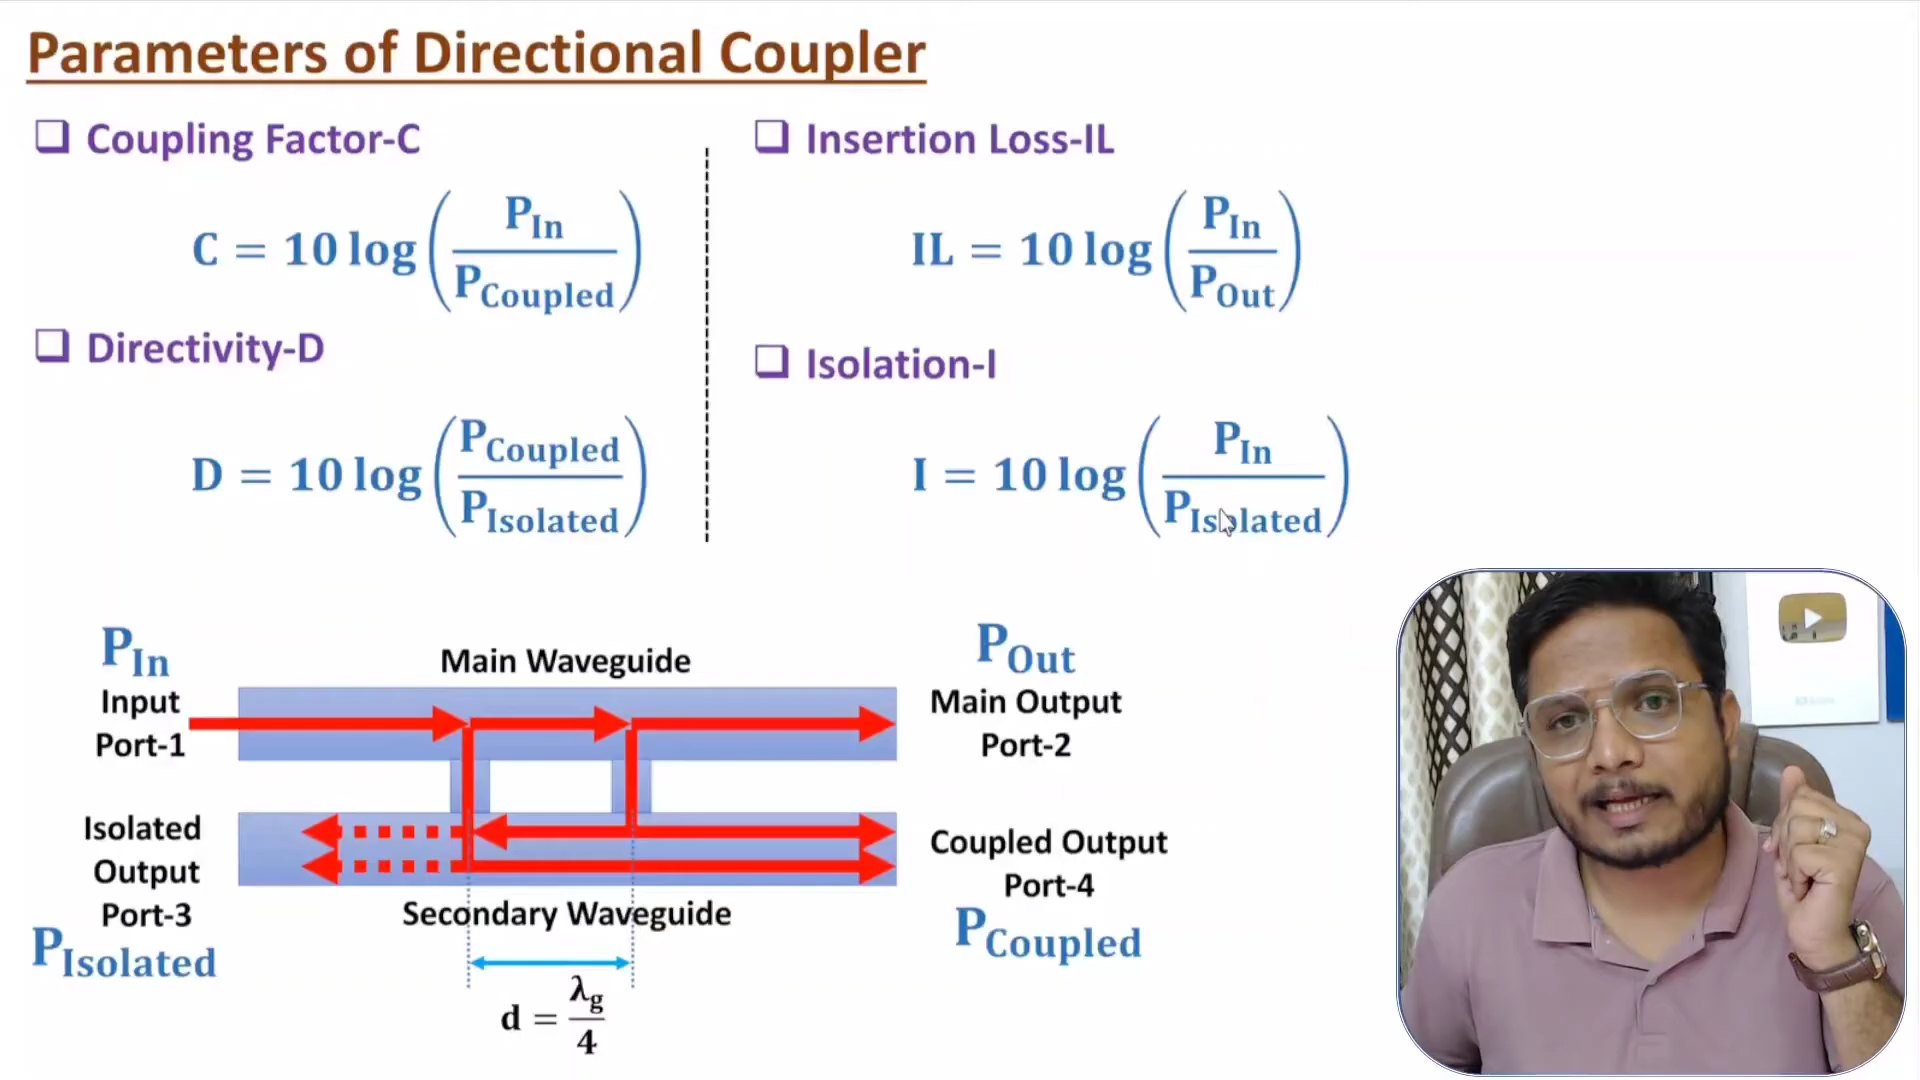 Parameters of Directional Coupler
❑ Coupling Factor-C
C = 10 log (P_In / P_Coupled)
❑ Directivity-D
D = 10 log (P_Coupled / P_Isolated)
❑ Insertion Loss-IL
IL = 10 log (P_In / P_Out)
❑ Isolation-I
I = 10 log (P_In / P_Isolated)
P_In
Input
Port-1
Main Waveguide
P_Out
Main Output
Port-2
Isolated
Output
Port-3
P_Isolated
Secondary Waveguide
Coupled Output
Port-4
P_Coupled
d = λ_g / 4